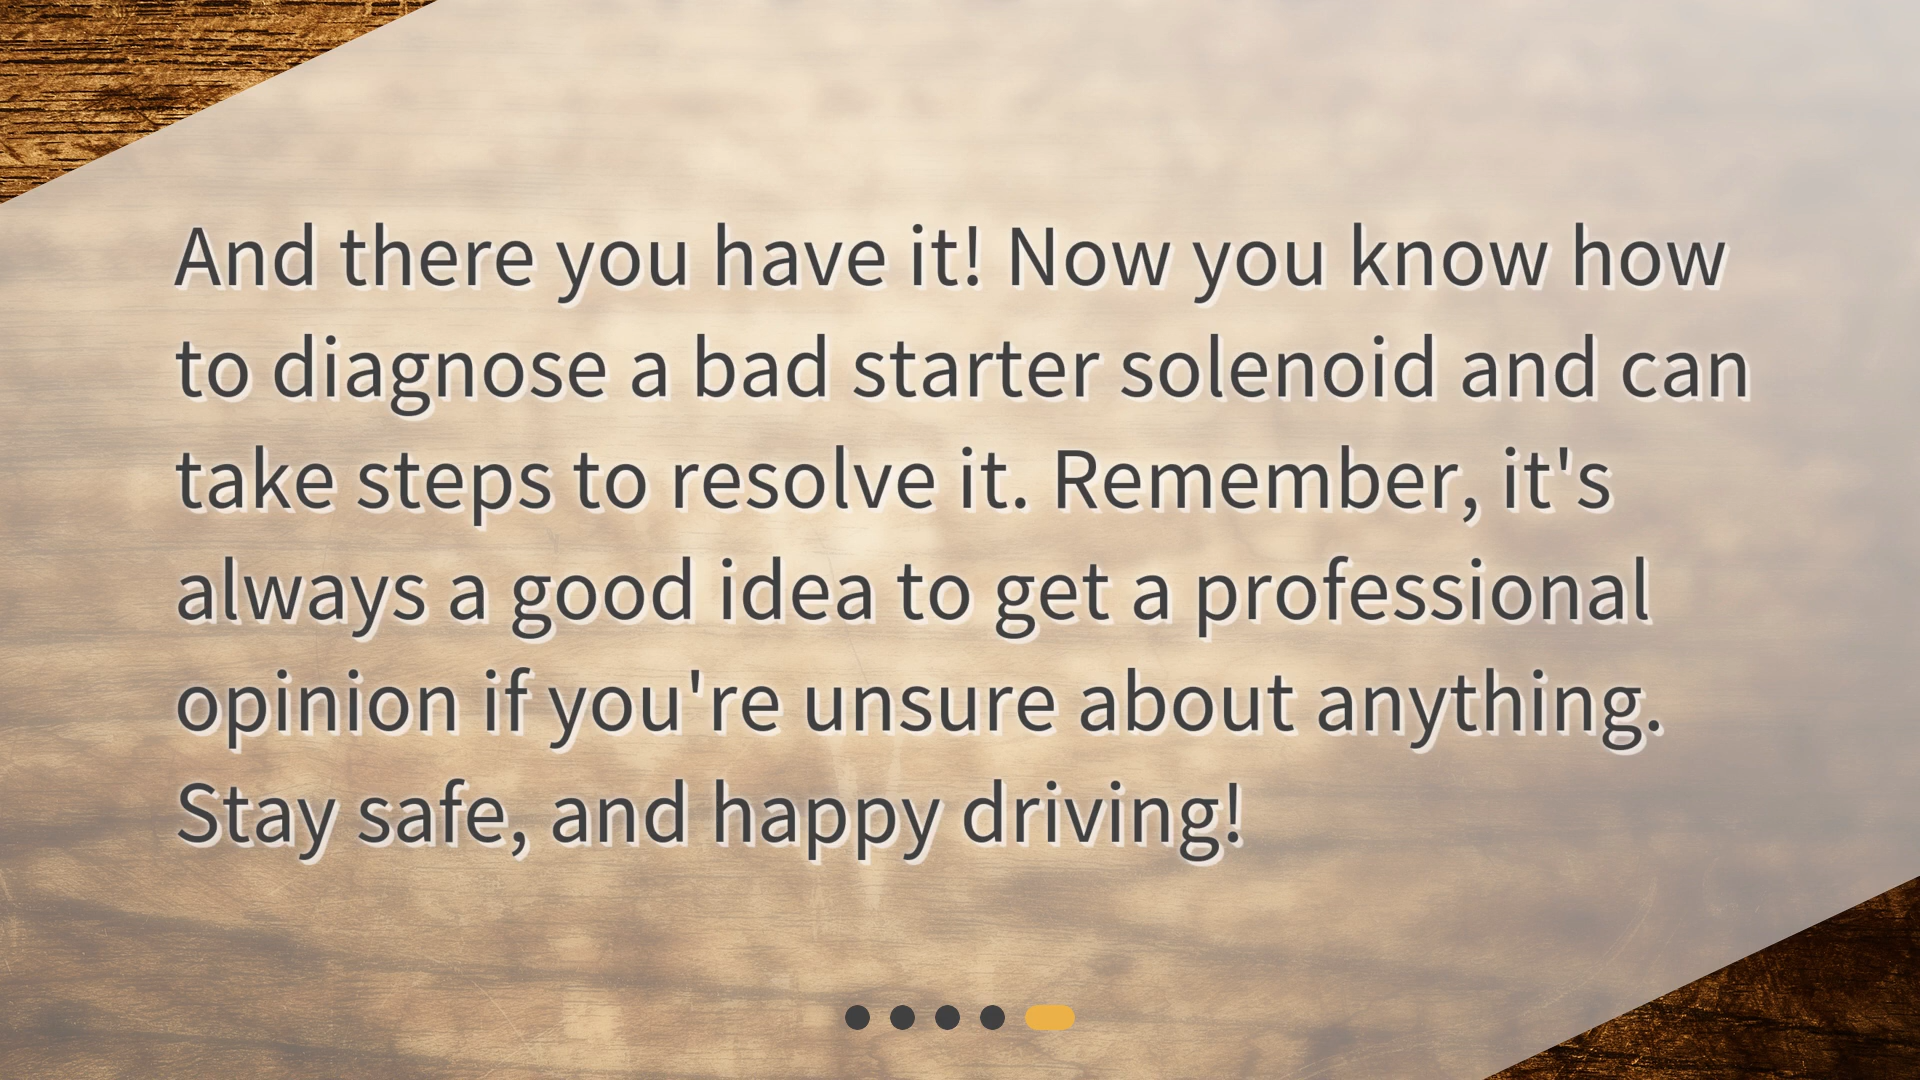 And there you have it! Now you know how
to diagnose a bad starter solenoid and can
take steps to resolve it. Remember, it's
always a good idea to get a professional
opinion if you're unsure about anything.
Stay safe, and happy driving!